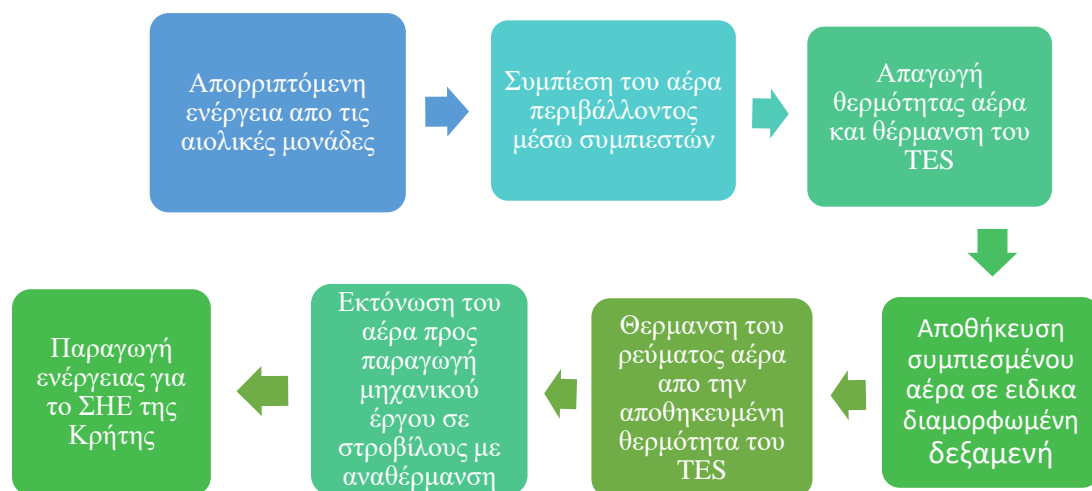 Απορριπτόμενη
ενέργεια απο τις
αιολικές μονάδες
Συμπίεση του αέρα
περιβάλλοντος
μέσω συμπιεστών
Απαγωγή
θερμότητας αέρα
και θέρμανση του
TES
Αποθήκευση
συμπιεσμένου
αέρα σε ειδικα
διαμορφωμένη
δεξαμενή
Θερμανση του
ρεύματος αέρα
απο την
αποθηκευμένη
θερμότητα του
TES
Εκτόνωση του
αέρα προς
παραγωγή
μηχανικού
έργου σε
στροβίλους με
αναθέρμανση
Παραγωγή
ενέργειας για
το ΣΗΕ της
Κρήτης